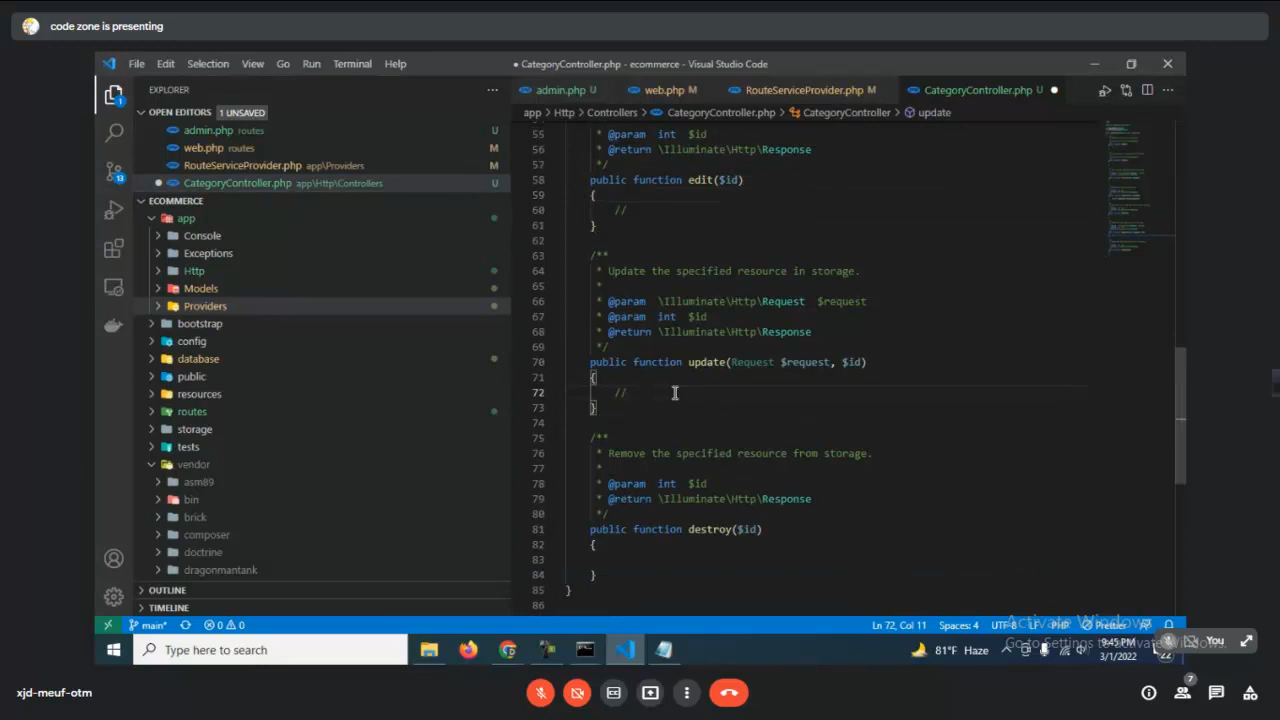 code zone is presenting
File Edit Selection View Go Run Terminal Help
● CategoryController.php - ecommerce - Visual Studio Code
EXPLORER
OPEN EDITORS 1 UNSAVED
admin.php routes U
web.php routes M
RouteServiceProvider.php app\Providers M
CategoryController.php app\Http\Controllers U
ECOMMERCE
app
Console
Exceptions
Http
Models
Providers
bootstrap
config
database
public
resources
routes
storage
tests
vendor
asm89
bin
brick
composer
doctrine
dragonmantank
OUTLINE
TIMELINE
admin.php U web.php M RouteServiceProvider.php M CategoryController.php U
app > Http > Controllers > CategoryController.php > CategoryController > update
55 * @param int $id
56 * @return \Illuminate\Http\Response
57 */
58 public function edit($id)
59 {
60 //
61 }
62
63 /**
64 * Update the specified resource in storage.
65 *
66 * @param \Illuminate\Http\Request $request
67 * @param int $id
68 * @return \Illuminate\Http\Response
69 */
70 public function update(Request $request, $id)
71 {
72 //
73 }
74
75 /**
76 * Remove the specified resource from storage.
77 *
78 * @param int $id
79 * @return \Illuminate\Http\Response
80 */
81 public function destroy($id)
82 {
83
84 }
85 }
86
1
13
main* 0 0 Ln 72, Col 11 Spaces: 4 UTF-8 LF PHP Prettier
Activate Windows
Go to Settings to activate Windows.
Type here to search
81°F Haze
9:45 PM
3/1/2022
22
You
xjd-meuf-otm
7